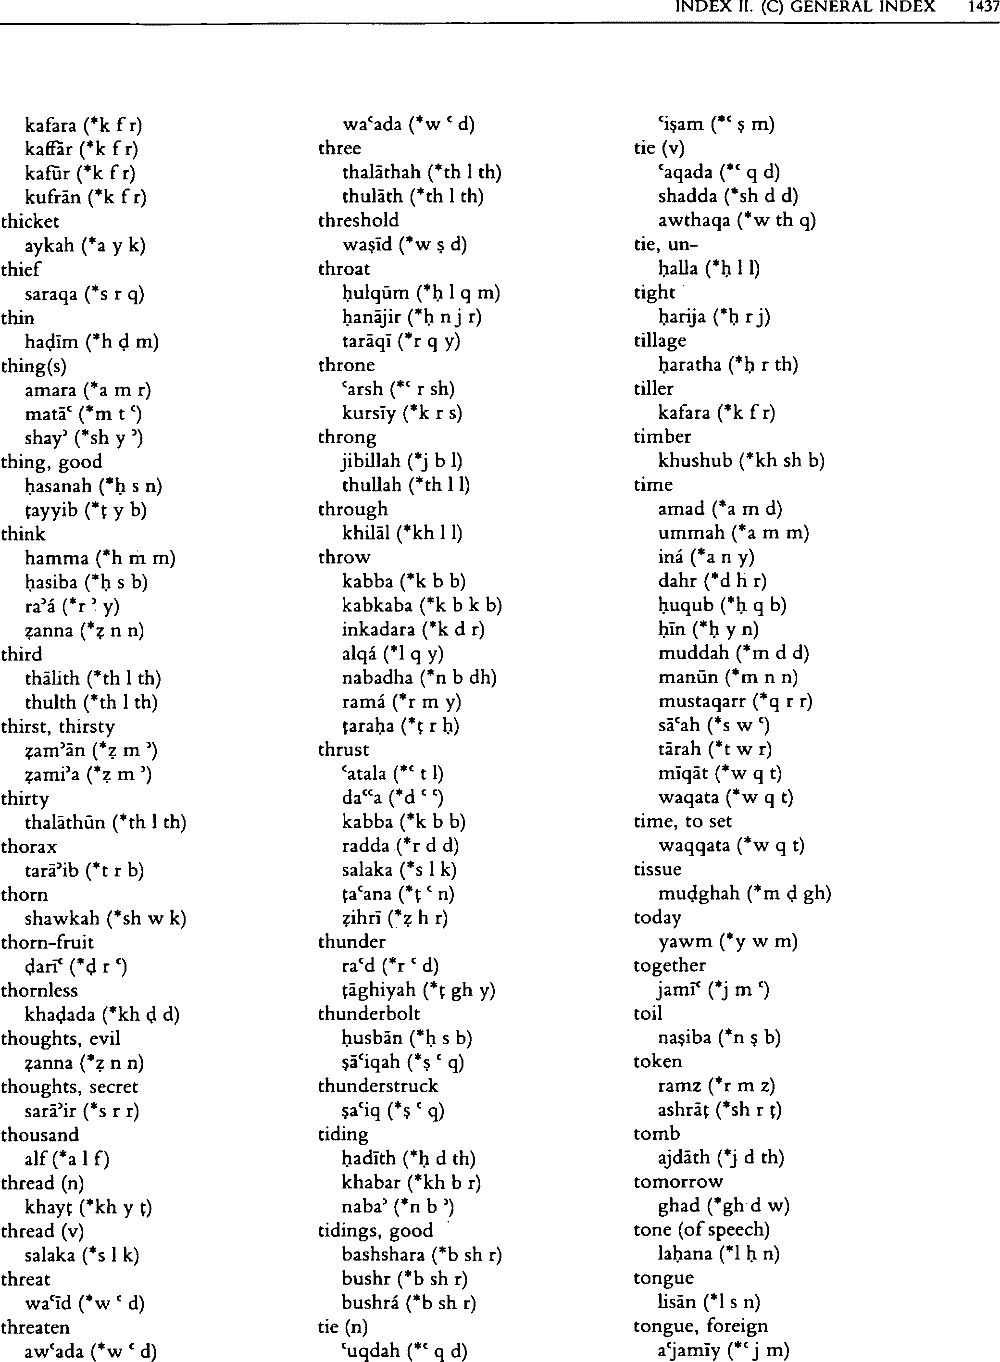 INDEX II. (C) GENERAL INDEX 1437
kafara (*k f r)
kaffār (*k f r)
kafūr (*k f r)
kufrān (*k f r)
thicket
aykah (*a y k)
thief
saraqa (*s r q)
thin
haḍīm (*h ḍ m)
thing(s)
amara (*a m r)
matāʿ (*m t ʿ)
shayʾ (*sh y ʾ)
thing, good
ḥasanah (*ḥ s n)
ṭayyib (*ṭ y b)
think
hamma (*h m m)
ḥasiba (*ḥ s b)
raʾá (*r ʾ y)
ẓanna (*ẓ n n)
third
thālith (*th l th)
thulth (*th l th)
thirst, thirsty
ẓamʾān (*ẓ m ʾ)
ẓamiʾa (*ẓ m ʾ)
thirty
thalāthūn (*th l th)
thorax
tarāʾib (*t r b)
thorn
shawkah (*sh w k)
thorn-fruit
ḍarīʿ (*ḍ r ʿ)
thornless
khaḍada (*kh ḍ d)
thoughts, evil
ẓanna (*ẓ n n)
thoughts, secret
sarāʾir (*s r r)
thousand
alf (*a l f)
thread (n)
khayṭ (*kh y ṭ)
thread (v)
salaka (*s l k)
threat
waʿīd (*w ʿ d)
threaten
awʿada (*w ʿ d)
waʿada (*w ʿ d)
three
thalāthah (*th l th)
thulāth (*th l th)
threshold
waṣīd (*w ṣ d)
throat
ḥulqūm (*ḥ l q m)
ḥanājir (*ḥ n j r)
tarāqī (*r q y)
throne
ʿarsh (*ʿ r sh)
kursīy (*k r s)
throng
jibillah (*j b l)
thullah (*th l l)
through
khilāl (*kh l l)
throw
kabba (*k b b)
kabkaba (*k b k b)
inkadara (*k d r)
alqá (*l q y)
nabadha (*n b dh)
ramá (*r m y)
ṭaraḥa (*ṭ r ḥ)
thrust
ʿatala (*ʿ t l)
daʿʿa (*d ʿ ʿ)
kabba (*k b b)
radda (*r d d)
salaka (*s l k)
ṭaʿana (*ṭ ʿ n)
ẓihrī (*ẓ h r)
thunder
raʿd (*r ʿ d)
ṭāghiyah (*ṭ gh y)
thunderbolt
ḥusbān (*ḥ s b)
ṣāʿiqah (*ṣ ʿ q)
thunderstruck
ṣaʿiq (*ṣ ʿ q)
tiding
ḥadīth (*ḥ d th)
khabar (*kh b r)
nabaʾ (*n b ʾ)
tidings, good
bashshara (*b sh r)
bushr (*b sh r)
bushrá (*b sh r)
tie (n)
ʿuqdah (*ʿ q d)
ʿiṣam (*ʿ ṣ m)
tie (v)
ʿaqada (*ʿ q d)
shadda (*sh d d)
awthaqa (*w th q)
tie, un-
ḥalla (*ḥ l l)
tight
ḥarija (*ḥ r j)
tillage
ḥaratha (*ḥ r th)
tiller
kafara (*k f r)
timber
khushub (*kh sh b)
time
amad (*a m d)
ummah (*a m m)
iná (*a n y)
dahr (*d h r)
ḥuqub (*ḥ q b)
ḥīn (*ḥ y n)
muddah (*m d d)
manūn (*m n n)
mustaqarr (*q r r)
sāʿah (*s w ʿ)
tārah (*t w r)
mīqāt (*w q t)
waqata (*w q t)
time, to set
waqqata (*w q t)
tissue
muḍghah (*m ḍ gh)
today
yawm (*y w m)
together
jamīʿ (*j m ʿ)
toil
naṣiba (*n ṣ b)
token
ramz (*r m z)
ashrāṭ (*sh r ṭ)
tomb
ajdāth (*j d th)
tomorrow
ghad (*gh d w)
tone (of speech)
laḥana (*l ḥ n)
tongue
lisān (*l s n)
tongue, foreign
aʿjamīy (*ʿ j m)